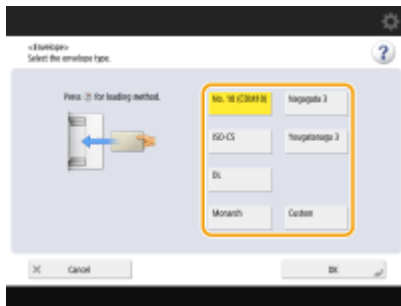 <Envelope>
Select the envelope type.
?
Press ? for loading method.
No. 10 (COM10)
Nagagata 3
ISO-C5
Yougatanaga 3
DL
Monarch
Custom
× Cancel
OK